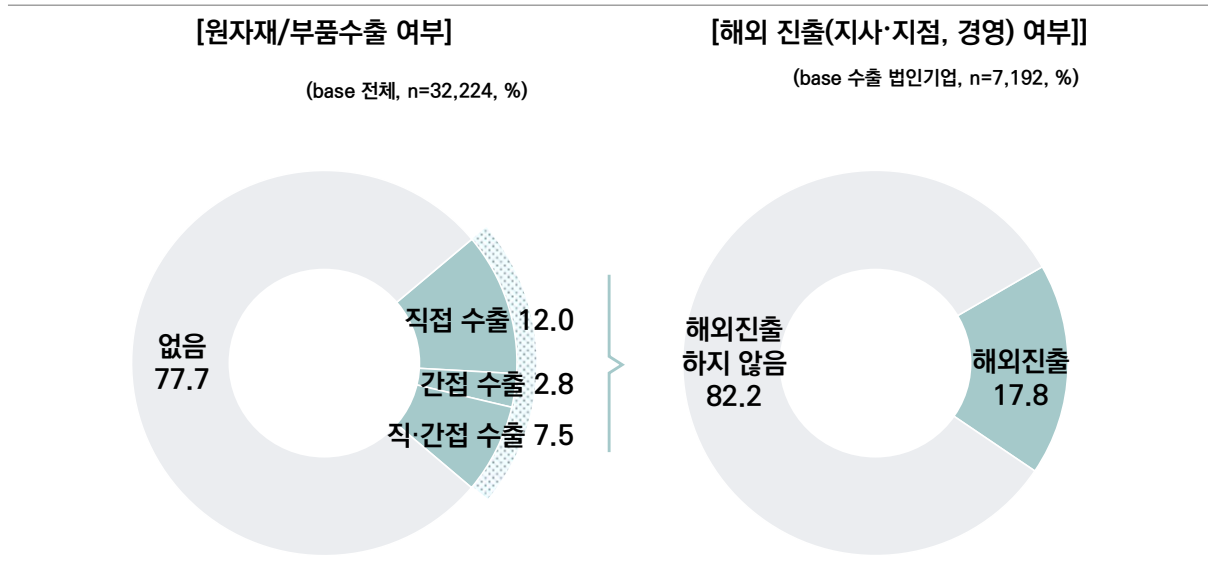 [원자재/부품수출 여부]
(base 전체, n=32,224, %)
없음
77.7
직접 수출 12.0
간접 수출 2.8
직·간접 수출 7.5
[해외 진출(지사·지점, 경영) 여부]]
(base 수출 법인기업, n=7,192, %)
해외진출
하지 않음
82.2
해외진출
17.8